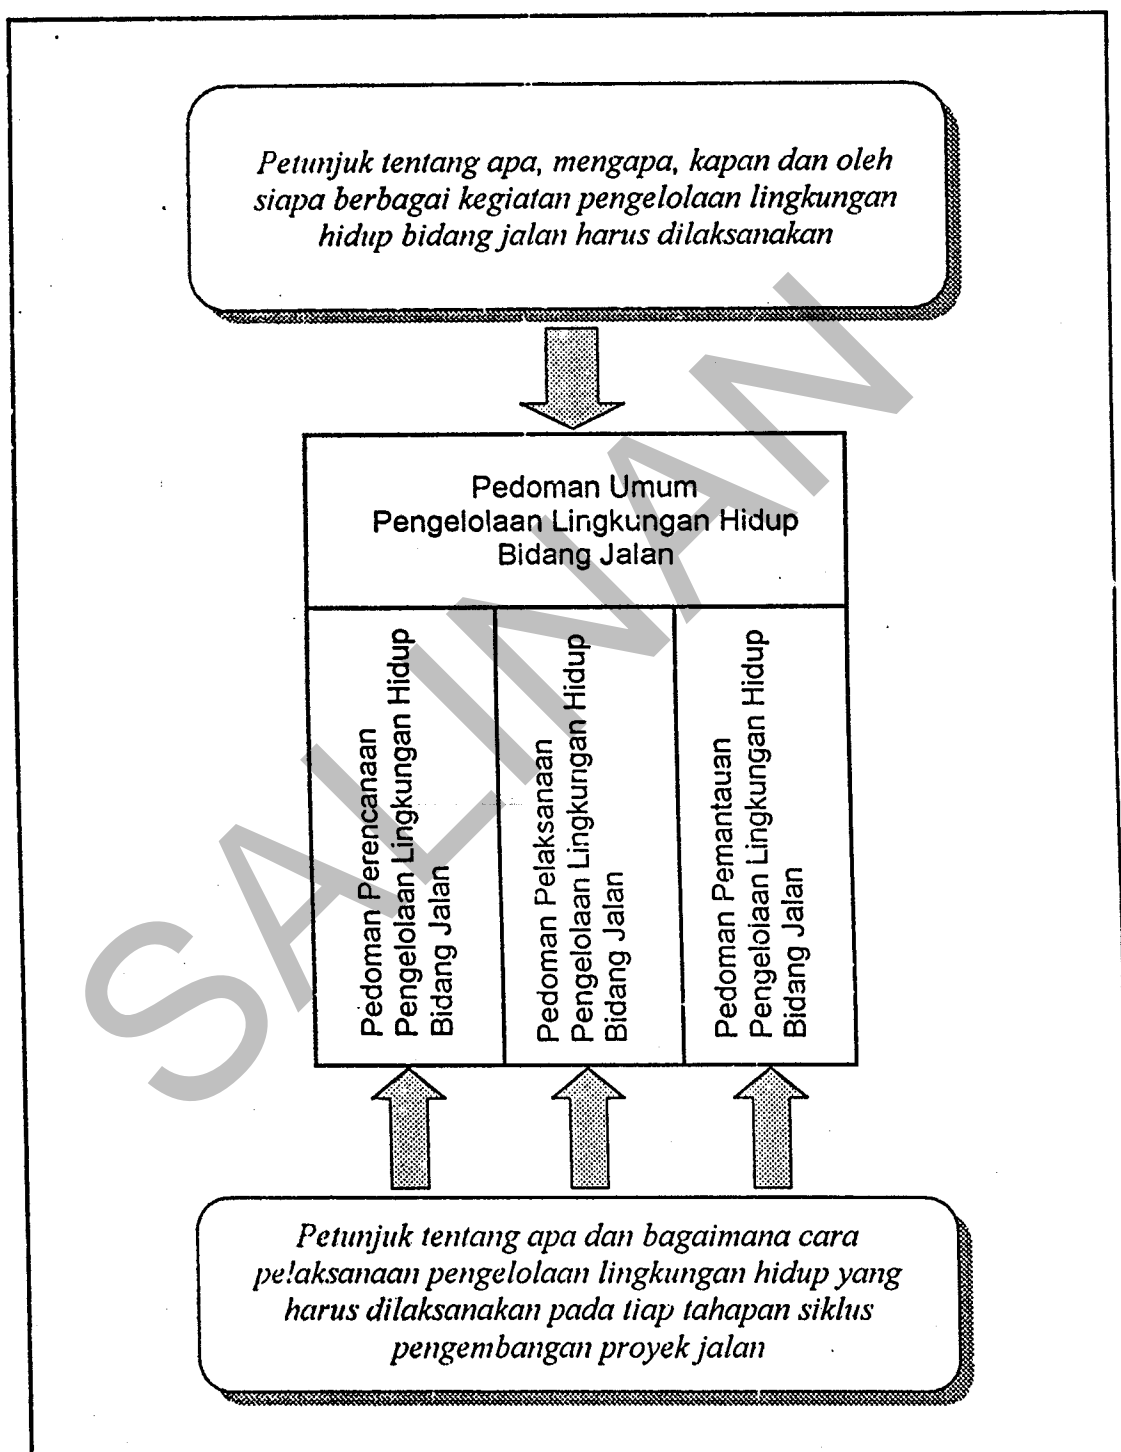 Petunjuk tentang apa, mengapa, kapan dan oleh
siapa berbagai kegiatan pengelolaan lingkungan
hidup bidang jalan harus dilaksanakan
Pedoman Umum
Pengelolaan Lingkungan Hidup
Bidang Jalan
Pedoman Perencanaan
Pengelolaan Lingkungan Hidup
Bidang Jalan
Pedoman Pelaksanaan
Pengelolaan Lingkungan Hidup
Bidang Jalan
Pedoman Pemantauan
Pengelolaan Lingkungan Hidup
Bidang Jalan
Petunjuk tentang apa dan bagaimana cara
pelaksanaan pengelolaan lingkungan hidup yang
harus dilaksanakan pada tiap tahapan siklus
pengembangan proyek jalan
SALINAN